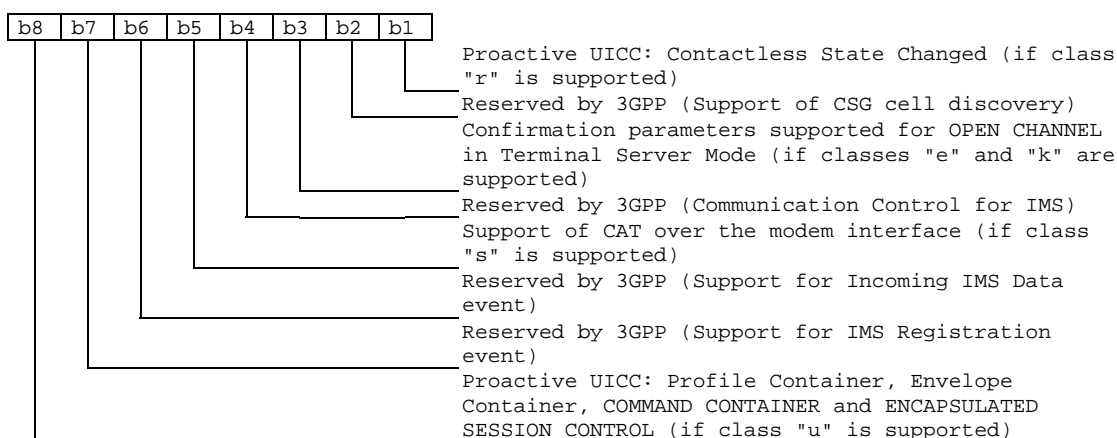 b8 b7 b6 b5 b4 b3 b2 b1
Proactive UICC: Contactless State Changed (if class
"r" is supported)
Reserved by 3GPP (Support of CSG cell discovery)
Confirmation parameters supported for OPEN CHANNEL
in Terminal Server Mode (if classes "e" and "k" are
supported)
Reserved by 3GPP (Communication Control for IMS)
Support of CAT over the modem interface (if class
"s" is supported)
Reserved by 3GPP (Support for Incoming IMS Data
event)
Reserved by 3GPP (Support for IMS Registration
event)
Proactive UICC: Profile Container, Envelope
Container, COMMAND CONTAINER and ENCAPSULATED
SESSION CONTROL (if class "u" is supported)